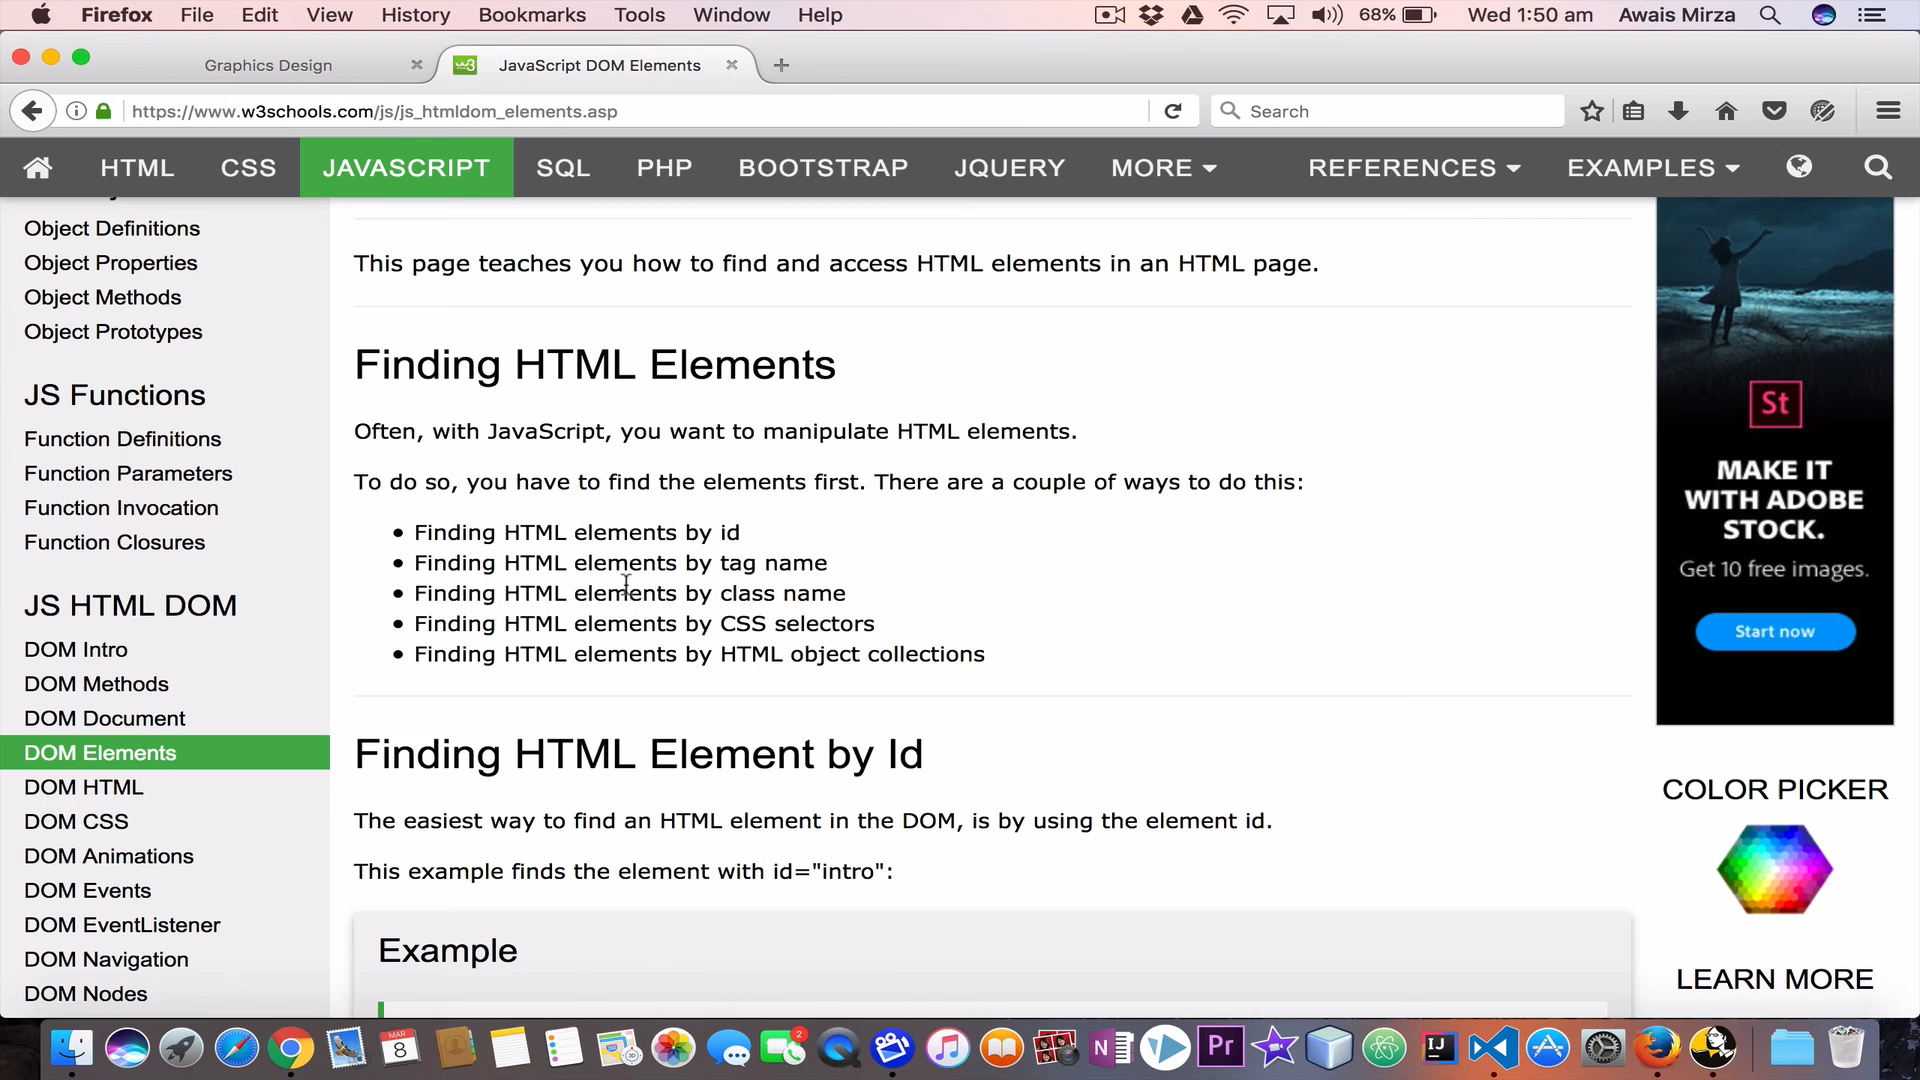 Firefox File Edit View History Bookmarks Tools Window Help 68% Wed 1:50 am Awais Mirza
Graphics Design
w3 JavaScript DOM Elements
https://www.w3schools.com/js/js_htmldom_elements.asp
Search
HTML CSS JAVASCRIPT SQL PHP BOOTSTRAP JQUERY MORE REFERENCES EXAMPLES
Object Definitions
Object Properties
Object Methods
Object Prototypes
JS Functions
Function Definitions
Function Parameters
Function Invocation
Function Closures
JS HTML DOM
DOM Intro
DOM Methods
DOM Document
DOM Elements
DOM HTML
DOM CSS
DOM Animations
DOM Events
DOM EventListener
DOM Navigation
DOM Nodes
This page teaches you how to find and access HTML elements in an HTML page.
Finding HTML Elements
Often, with JavaScript, you want to manipulate HTML elements.
To do so, you have to find the elements first. There are a couple of ways to do this:
• Finding HTML elements by id
• Finding HTML elements by tag name
• Finding HTML elements by class name
• Finding HTML elements by CSS selectors
• Finding HTML elements by HTML object collections
Finding HTML Element by Id
The easiest way to find an HTML element in the DOM, is by using the element id.
This example finds the element with id="intro":
Example
St
MAKE IT
WITH ADOBE
STOCK.
Get 10 free images.
Start now
COLOR PICKER
LEARN MORE
MAR
8
2
N
Pr
IJ